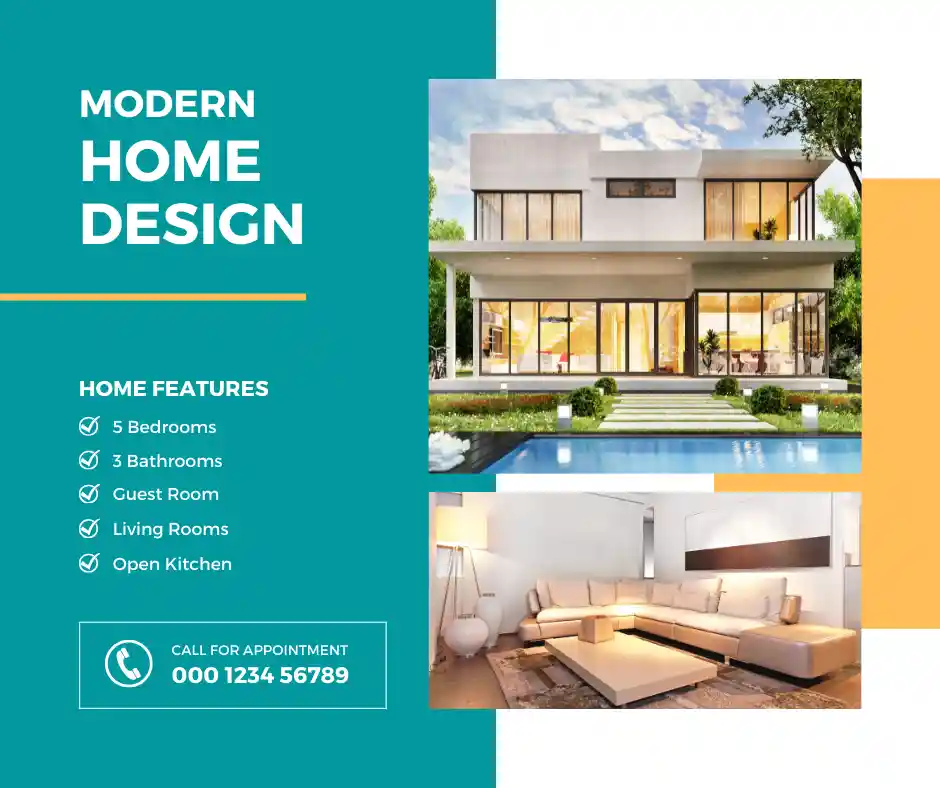 MODERN
HOME
DESIGN
HOME FEATURES
5 Bedrooms
3 Bathrooms
Guest Room
Living Rooms
Open Kitchen
CALL FOR APPOINTMENT
000 1234 56789